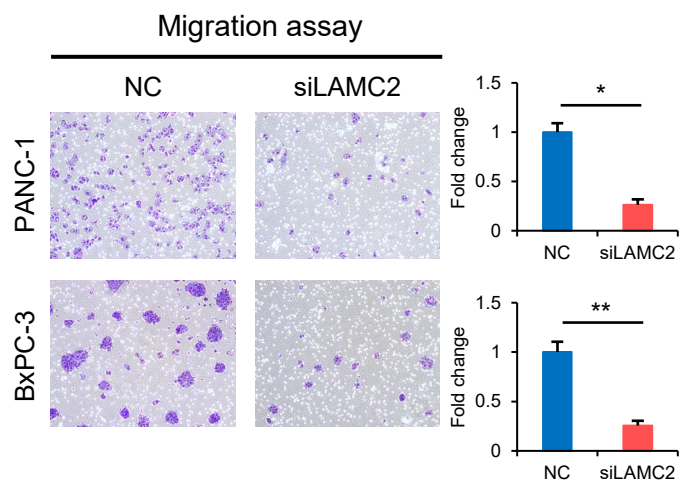 Migration assay
NC
siLAMC2
PANC-1
Fold change
1.5
1
0.5
0
*
NC
siLAMC2
BxPC-3
Fold change
1.5
1
0.5
0
**
NC
siLAMC2